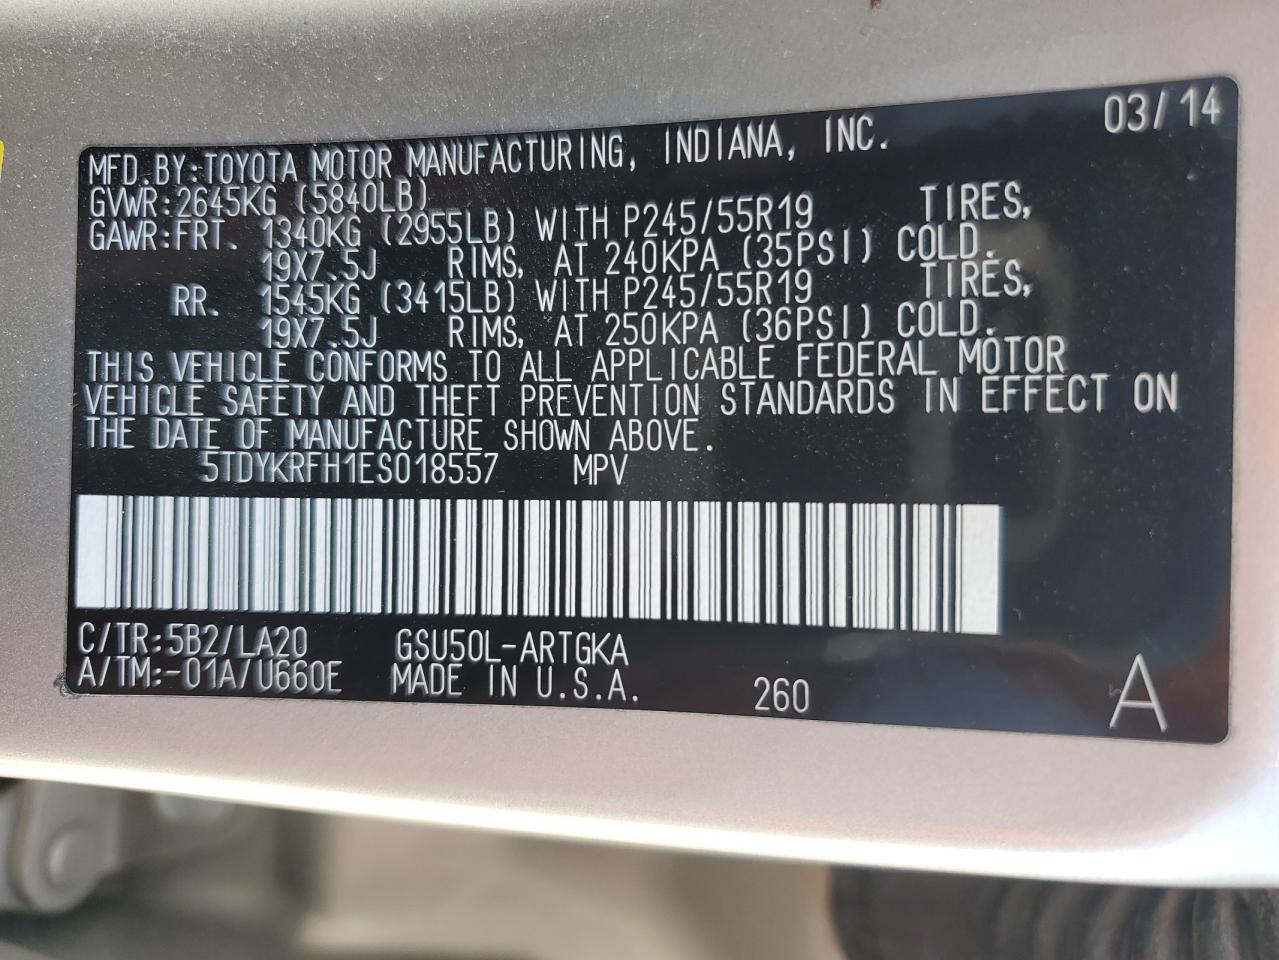 03/14
MFD.BY:TOYOTA MOTOR MANUFACTURING, INDIANA, INC.
GVWR:2645KG (5840LB)
GAWR:FRT. 1340KG (2955LB) WITH P245/55R19 TIRES,
19X7.5J RIMS, AT 240KPA (35PSI) COLD.
RR. 1545KG (3415LB) WITH P245/55R19 TIRES,
19X7.5J RIMS, AT 250KPA (36PSI) COLD.
THIS VEHICLE CONFORMS TO ALL APPLICABLE FEDERAL MOTOR
VEHICLE SAFETY AND THEFT PREVENTION STANDARDS IN EFFECT ON
THE DATE OF MANUFACTURE SHOWN ABOVE.
5TDYKRFH1ES018557 MPV
C/TR:5B2/LA20 GSU50L-ARTGKA
A/TM:-01A/U660E MADE IN U.S.A. 260 A